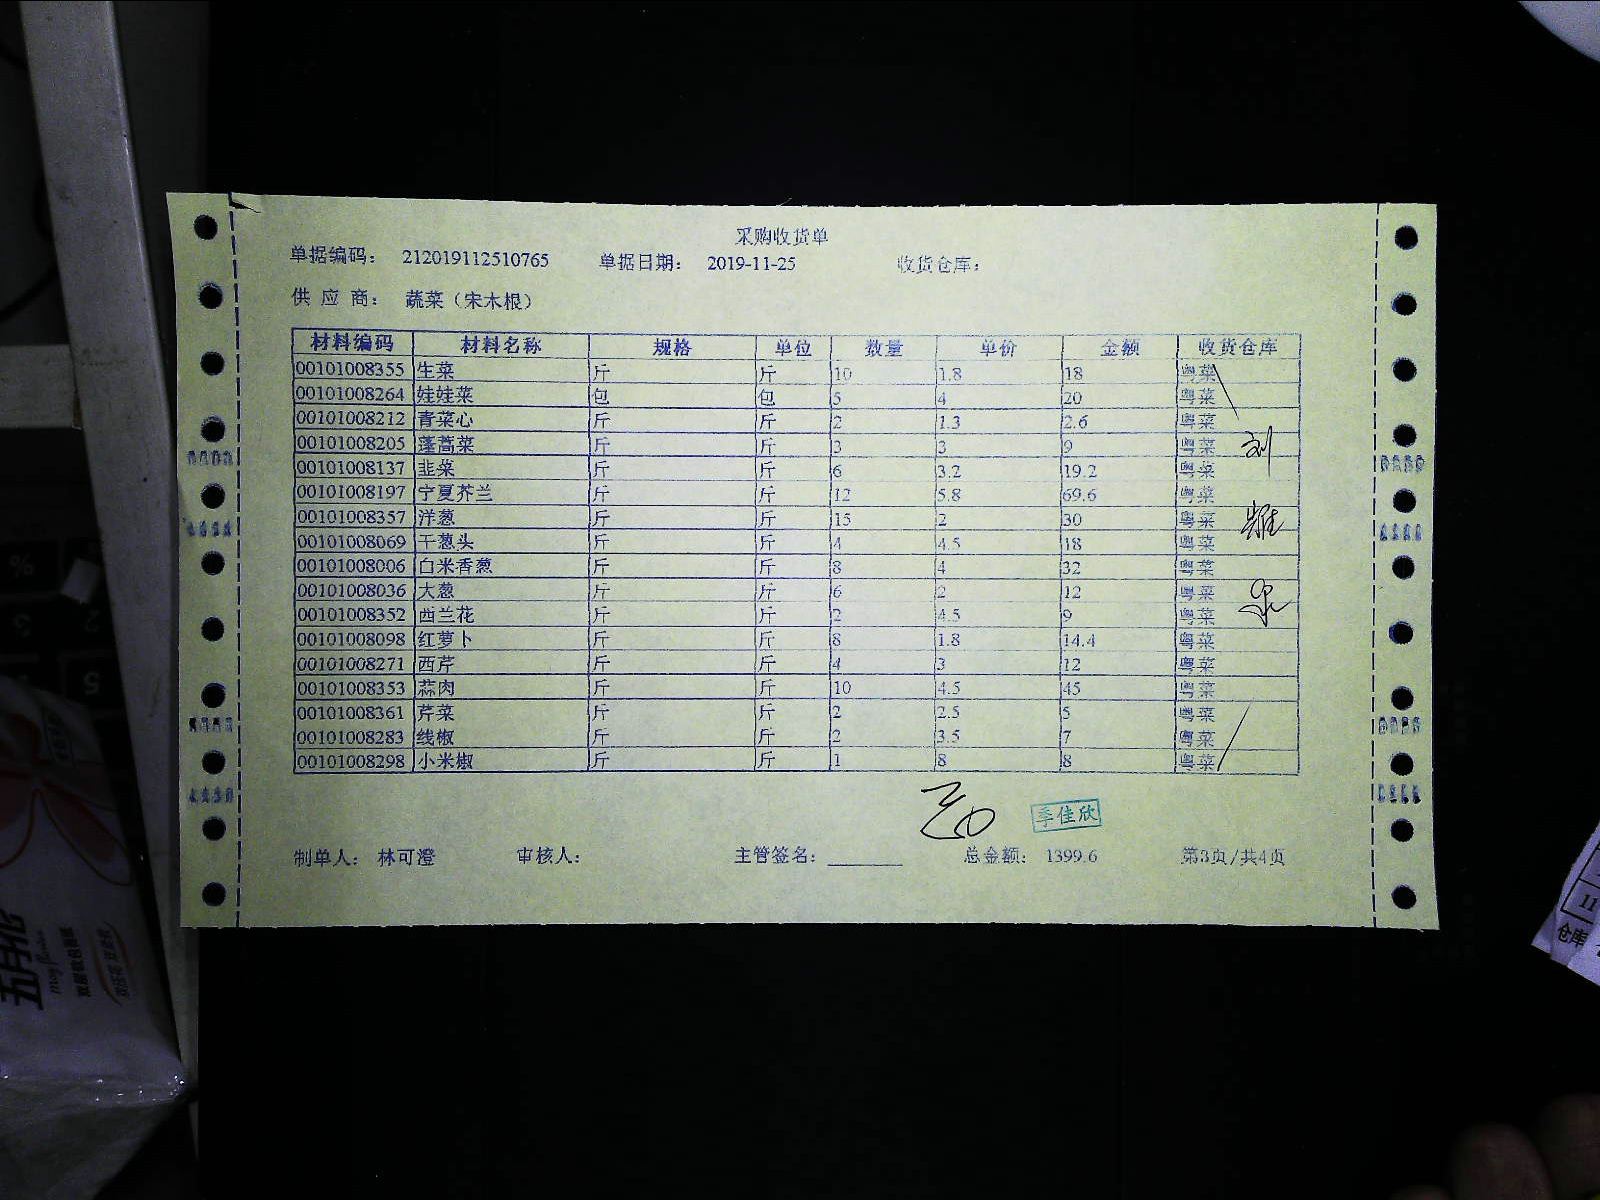 采购收货单
单据编码： 212019112510765 单据日期： 2019-11-25 收货仓库：
供 应 商： 蔬菜（宋木根）
材料编码 材料名称 规格 单位 数量 单价 金额 收货仓库
00101008355 生菜 斤 斤 10 1.8 18 粤菜
00101008264 娃娃菜 包 包 5 4 20 粤菜
00101008212 青菜心 斤 斤 2 1.3 2.6 粤菜
00101008205 蓬蒿菜 斤 斤 3 3 9 粤菜
00101008137 韭菜 斤 斤 6 3.2 19.2 粤菜
00101008197 宁夏芥兰 斤 斤 12 5.8 69.6 粤菜
00101008357 洋葱 斤 斤 15 2 30 粤菜
00101008069 干葱头 斤 斤 4 4.5 18 粤菜
00101008006 白米香葱 斤 斤 8 4 32 粤菜
00101008036 大葱 斤 斤 6 2 12 粤菜
00101008352 西兰花 斤 斤 2 4.5 9 粤菜
00101008098 红萝卜 斤 斤 8 1.8 14.4 粤菜
00101008271 西芹 斤 斤 4 3 12 粤菜
00101008353 蒜肉 斤 斤 10 4.5 45 粤菜
00101008361 芹菜 斤 斤 2 2.5 5 粤菜
00101008283 线椒 斤 斤 2 3.5 7 粤菜
00101008298 小米椒 斤 斤 1 8 8 粤菜
季佳欣
制单人： 林可澄 审核人： 主管签名： 总金额： 1399.6 第3页/共4页
五月花
仓库
11